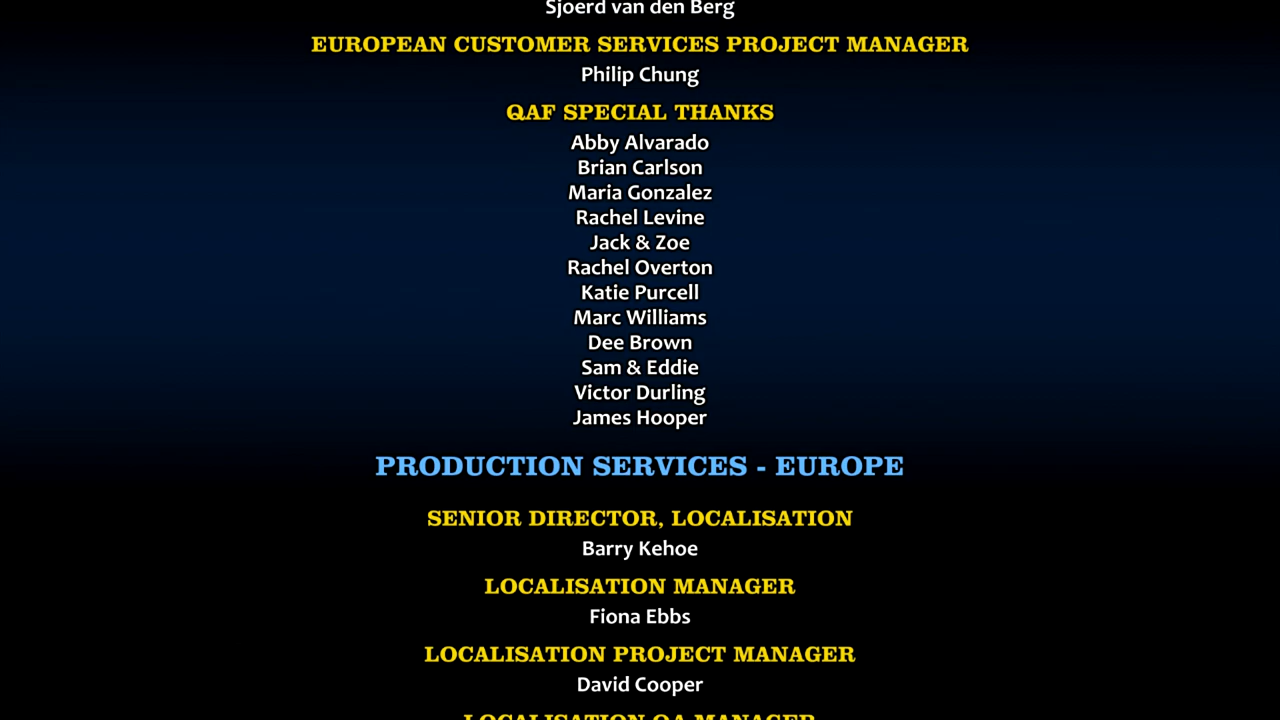 Sjoerd van den Berg
EUROPEAN CUSTOMER SERVICES PROJECT MANAGER
Philip Chung
QAF SPECIAL THANKS
Abby Alvarado
Brian Carlson
Maria Gonzalez
Rachel Levine
Jack & Zoe
Rachel Overton
Katie Purcell
Marc Williams
Dee Brown
Sam & Eddie
Victor Durling
James Hooper
PRODUCTION SERVICES - EUROPE
SENIOR DIRECTOR, LOCALISATION
Barry Kehoe
LOCALISATION MANAGER
Fiona Ebbs
LOCALISATION PROJECT MANAGER
David Cooper
LOCALISATION QA MANAGER